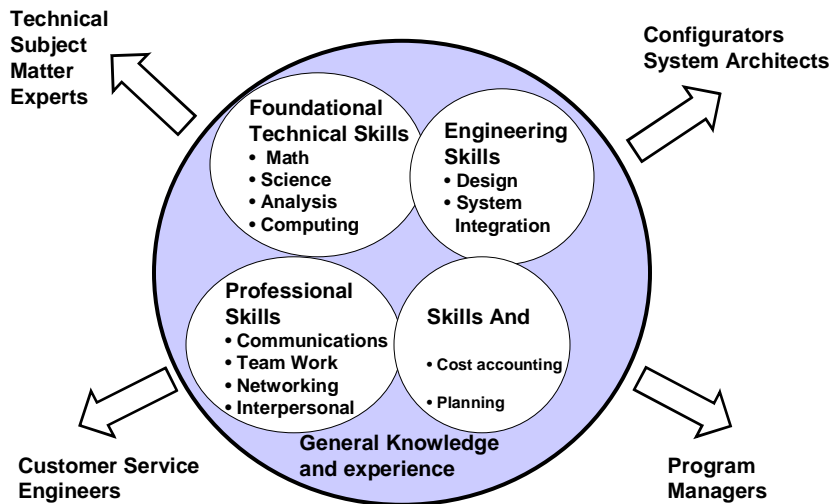 Technical
Subject
Matter
Experts
Configurators
System Architects
Foundational
Technical Skills
• Math
• Science
• Analysis
• Computing
Engineering
Skills
• Design
• System
Integration
Professional
Skills
• Communications
• Team Work
• Networking
• Interpersonal
Skills And
• Cost accounting
• Planning
General Knowledge
and experience
Customer Service
Engineers
Program
Managers